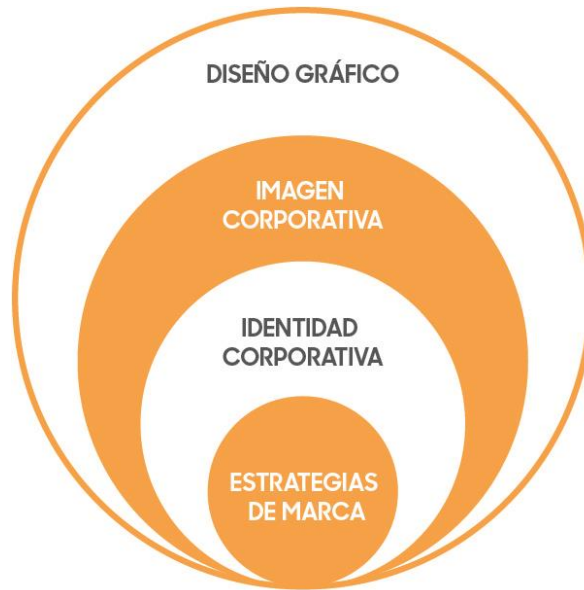 DISEÑO GRÁFICO
IMAGEN
CORPORATIVA
IDENTIDAD
CORPORATIVA
ESTRATEGIAS
DE MARCA